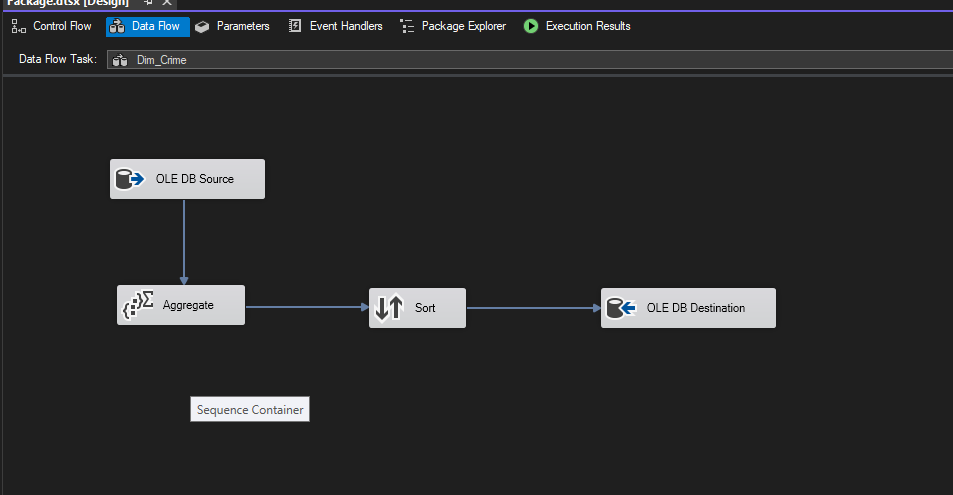 Package.dtsx [Design]
Control Flow Data Flow Parameters Event Handlers Package Explorer Execution Results
Data Flow Task: Dim_Crime
OLE DB Source
Aggregate Sort OLE DB Destination
Sequence Container